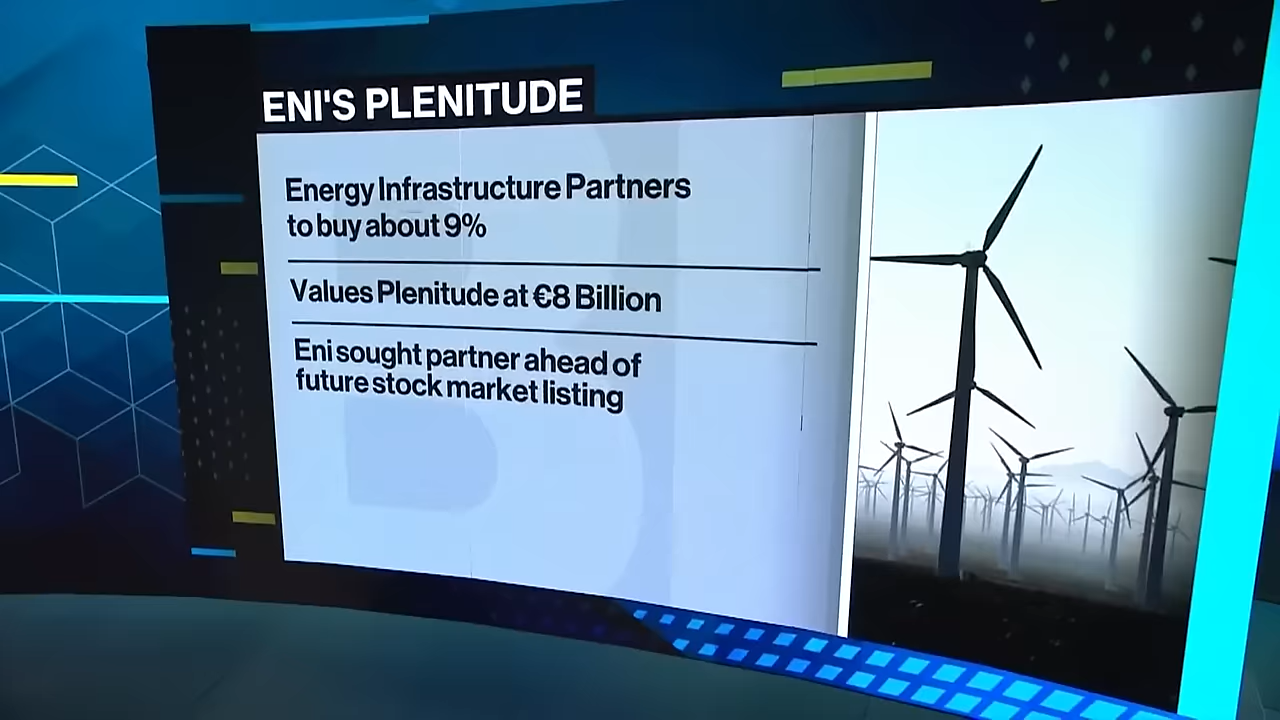 ENI'S PLENITUDE
Energy Infrastructure Partners
to buy about 9%
Values Plenitude at €8 Billion
Eni sought partner ahead of
future stock market listing